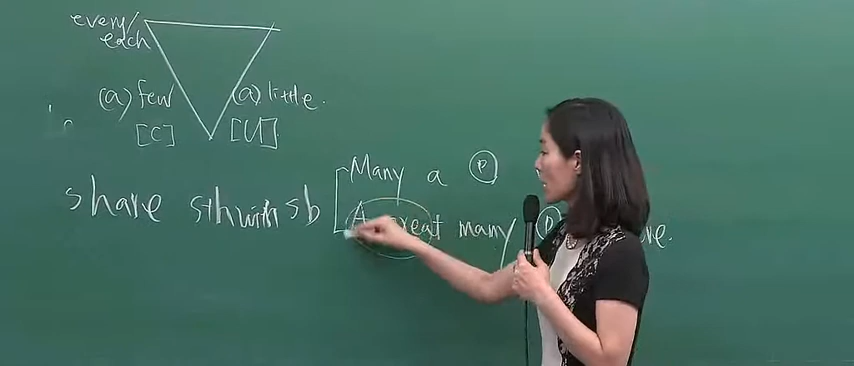 every/
each
(a) few (a) little.
[C] [U]
share sth with sb
Many a P
A great many P